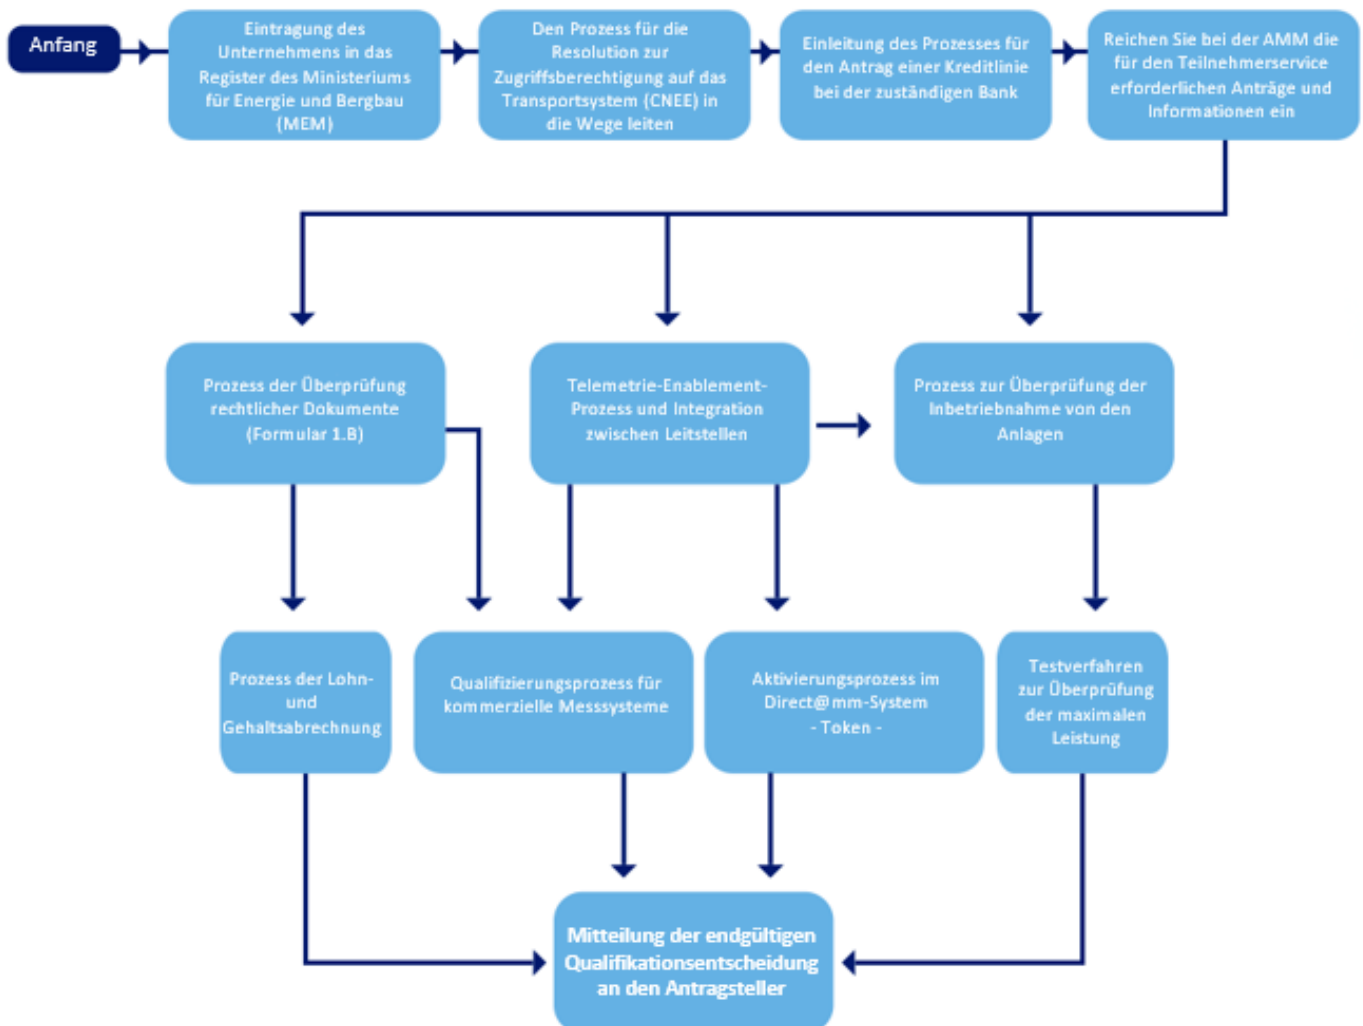 Anfang
Eintragung des
Unternehmens in das
Register des Ministeriums
für Energie und Bergbau
(MEM)
Den Prozess für die
Resolution zur
Zugriffsberechtigung auf das
Transportsystem (CNEE) in
die Wege leiten
Einleitung des Prozesses für
den Antrag einer Kreditlinie
bei der zuständigen Bank
Reichen Sie bei der AMM die
für den Teilnehmerservice
erforderlichen Anträge und
Informationen ein
Prozess der Überprüfung
rechtlicher Dokumente
(Formular 1.B)
Telemetrie-Enablement-
Prozess und Integration
zwischen Leitstellen
Prozess zur Überprüfung der
Inbetriebnahme von den
Anlagen
Prozess der Lohn-
und
Gehaltsabrechnung
Qualifizierungsprozess für
kommerzielle Messsysteme
Aktivierungsprozess im
Direct@mm-System
- Token -
Testverfahren
zur Überprüfung
der maximalen
Leistung
Mitteilung der endgültigen
Qualifikationsentscheidung
an den Antragsteller